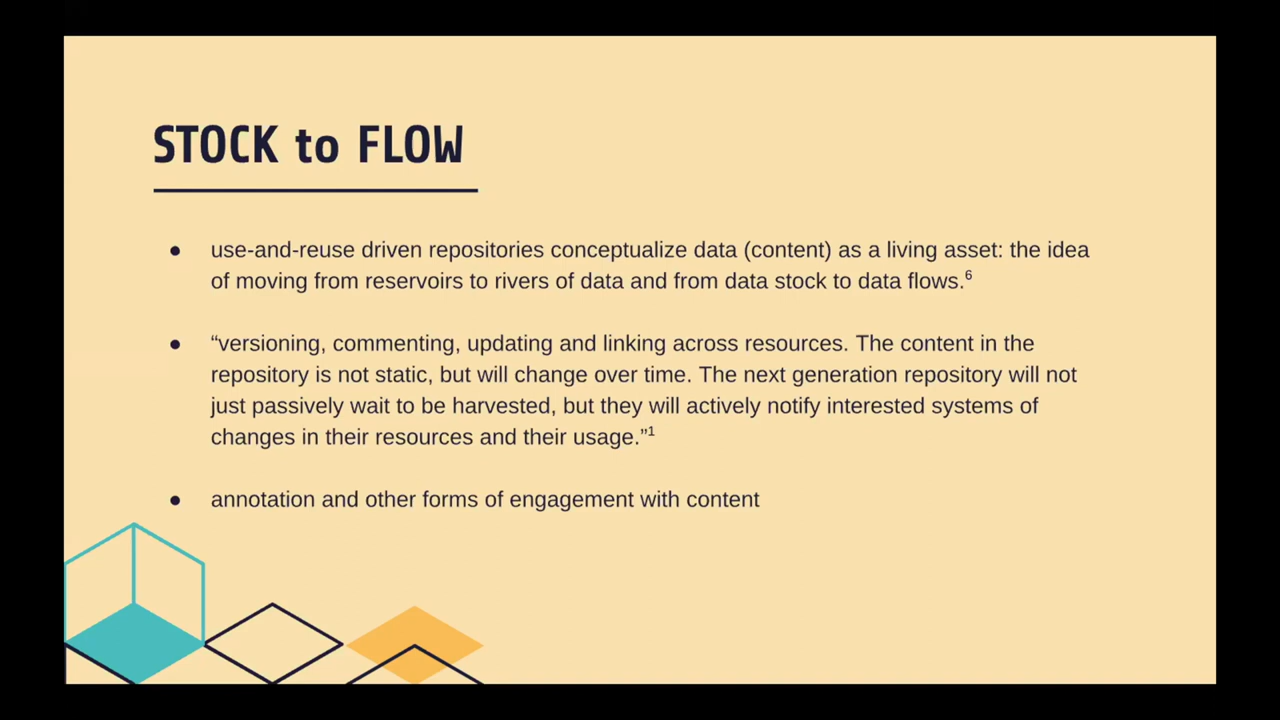 STOCK to FLOW
● use-and-reuse driven repositories conceptualize data (content) as a living asset: the idea
of moving from reservoirs to rivers of data and from data stock to data flows.⁶
● “versioning, commenting, updating and linking across resources. The content in the
repository is not static, but will change over time. The next generation repository will not
just passively wait to be harvested, but they will actively notify interested systems of
changes in their resources and their usage.”¹
● annotation and other forms of engagement with content